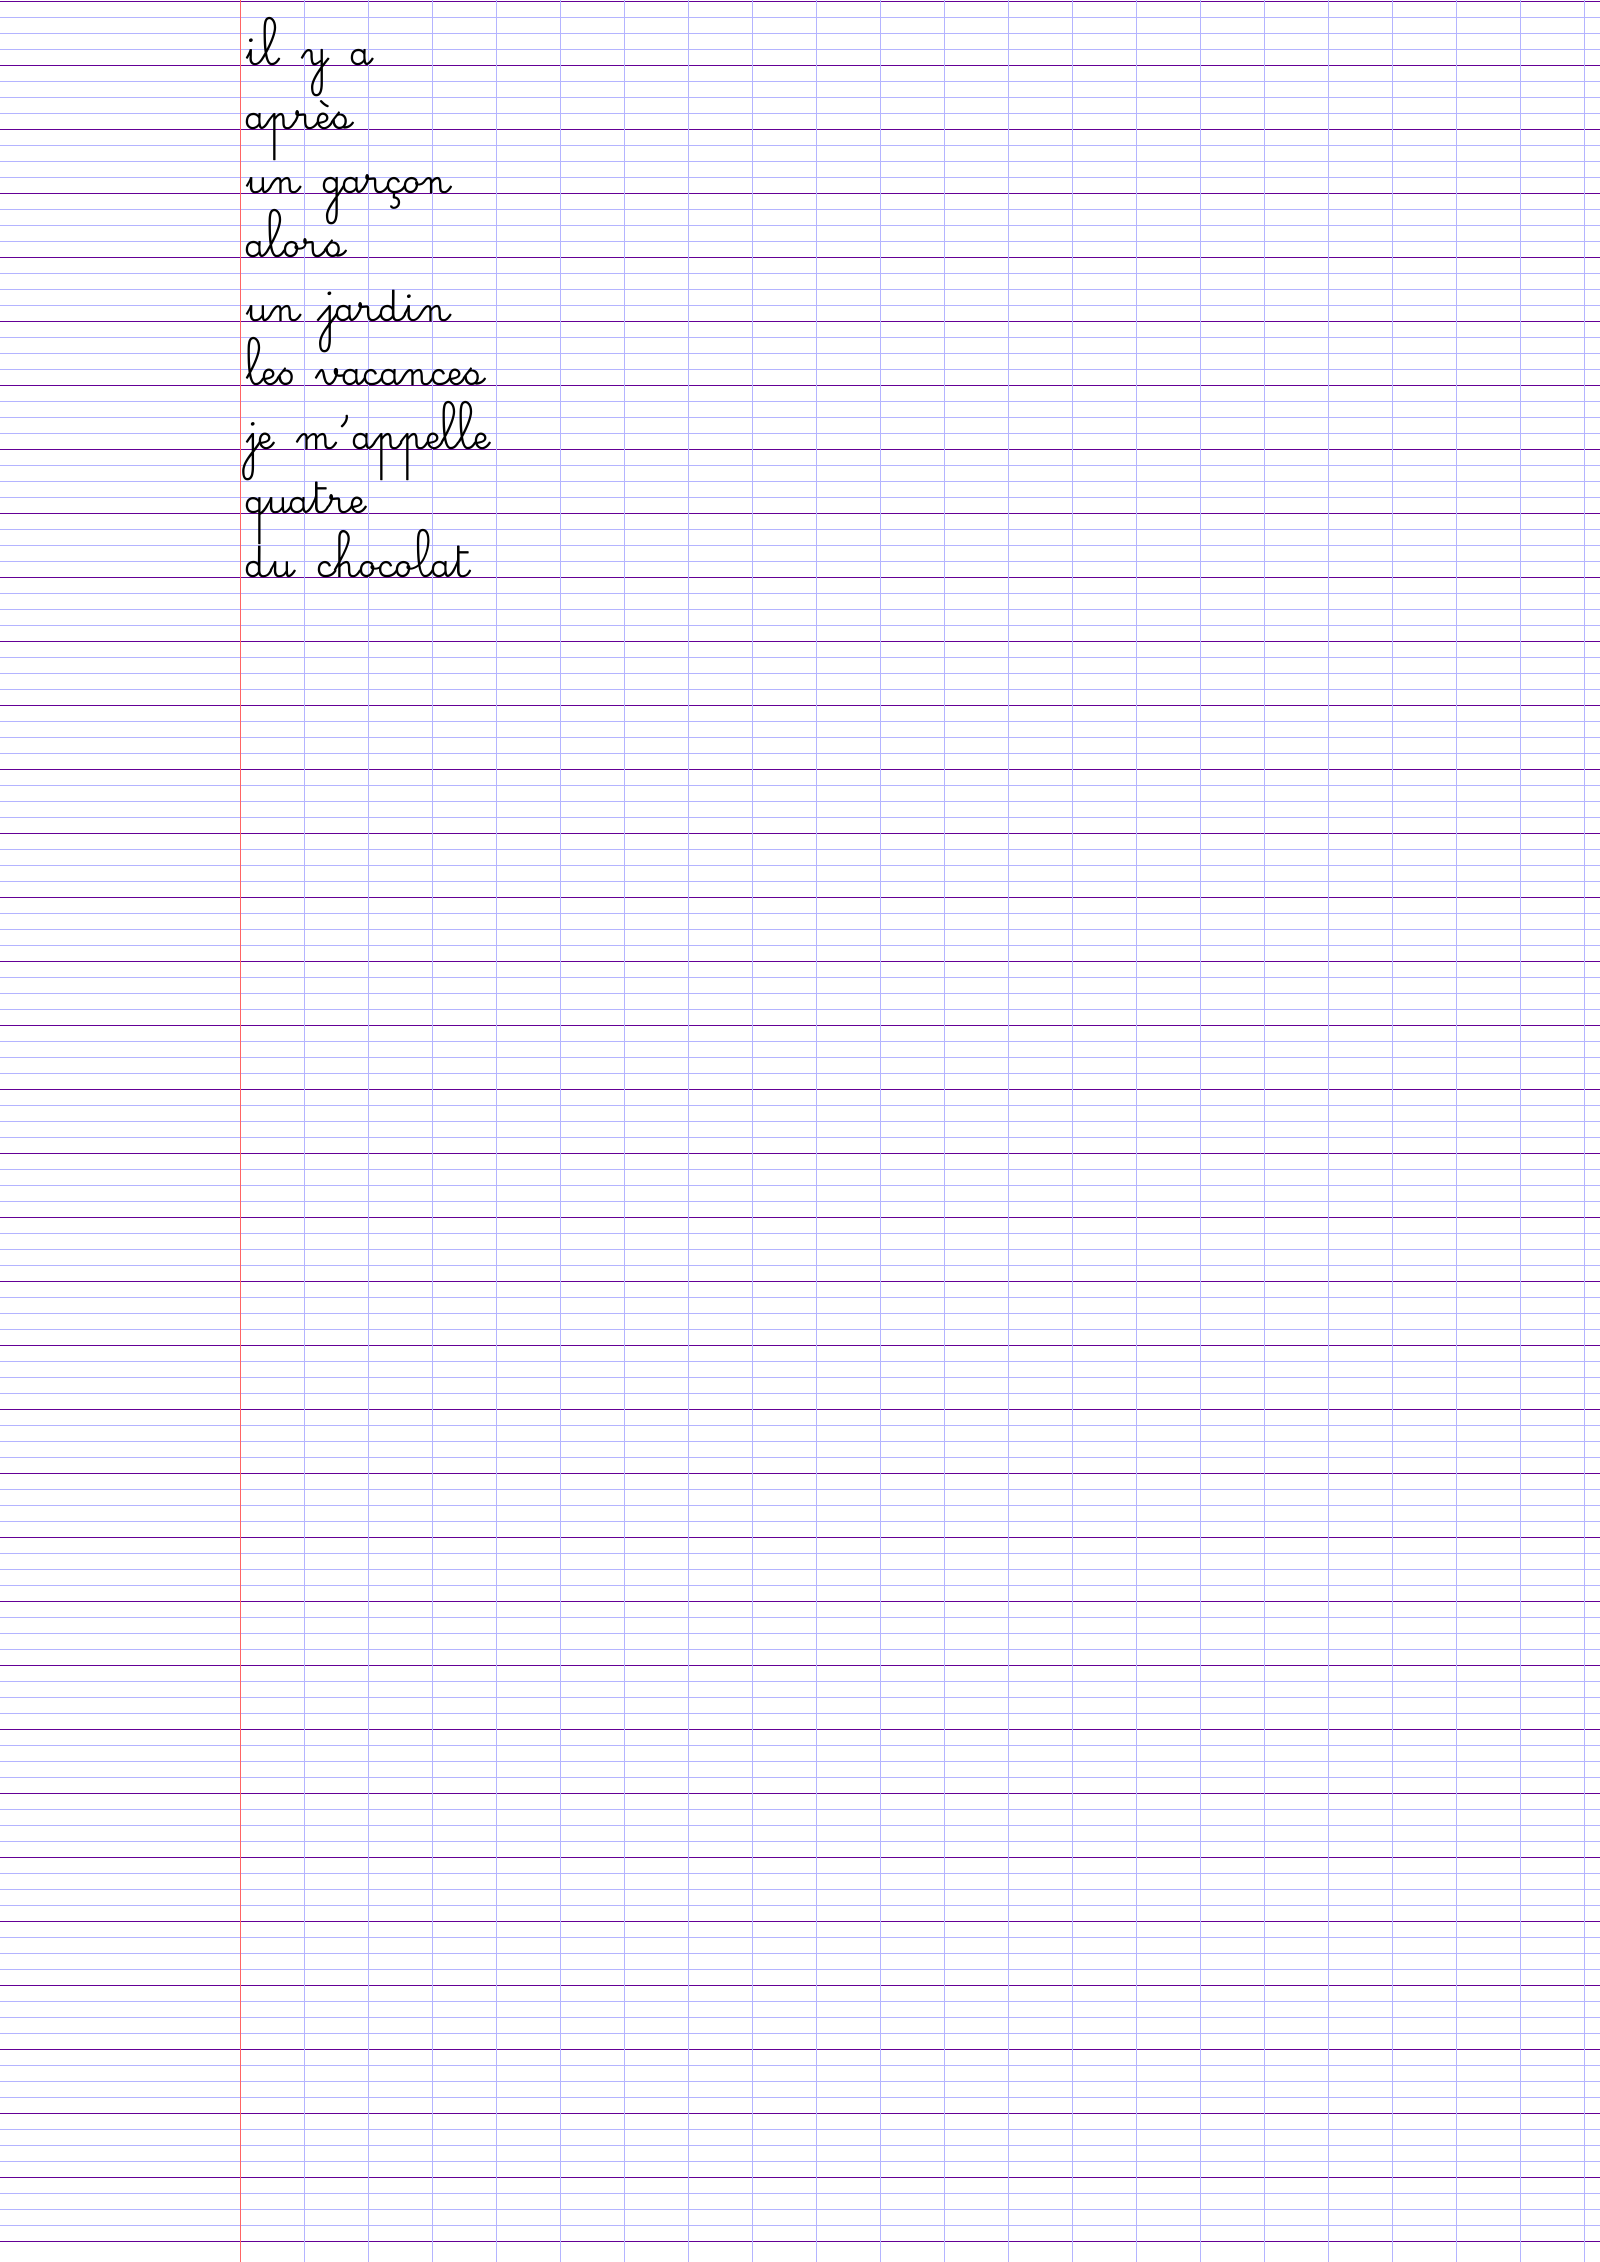 il y a
après
un garçon
alors
un jardin
les vacances
je m'appelle
quatre
du chocolat